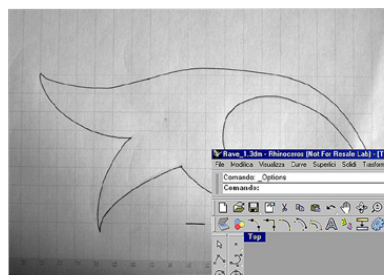 Rave_1.3dm - Rhinoceros (Not For Resale Lab) - [T
File Modifica Visualizza Curve Superfici Solidi Trasform
Comando: _Options
Comando:
Top